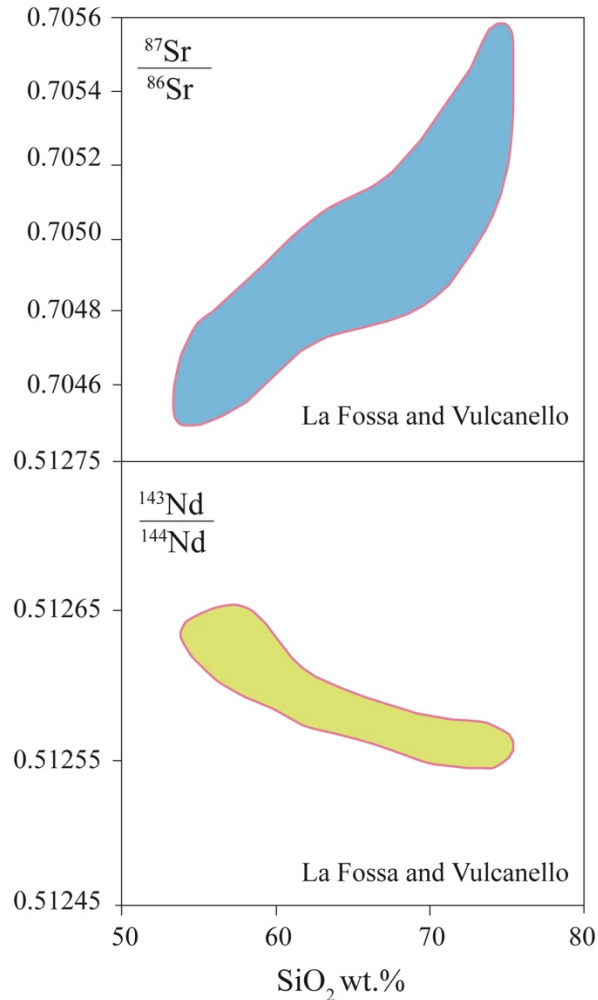 0.7056
⁸⁷Sr
⁸⁶Sr
0.7054
0.7052
0.7050
0.7048
0.7046
La Fossa and Vulcanello
0.51275
¹⁴³Nd
¹⁴⁴Nd
0.51265
0.51255
La Fossa and Vulcanello
0.51245
50 60 70 80
SiO₂ wt.%